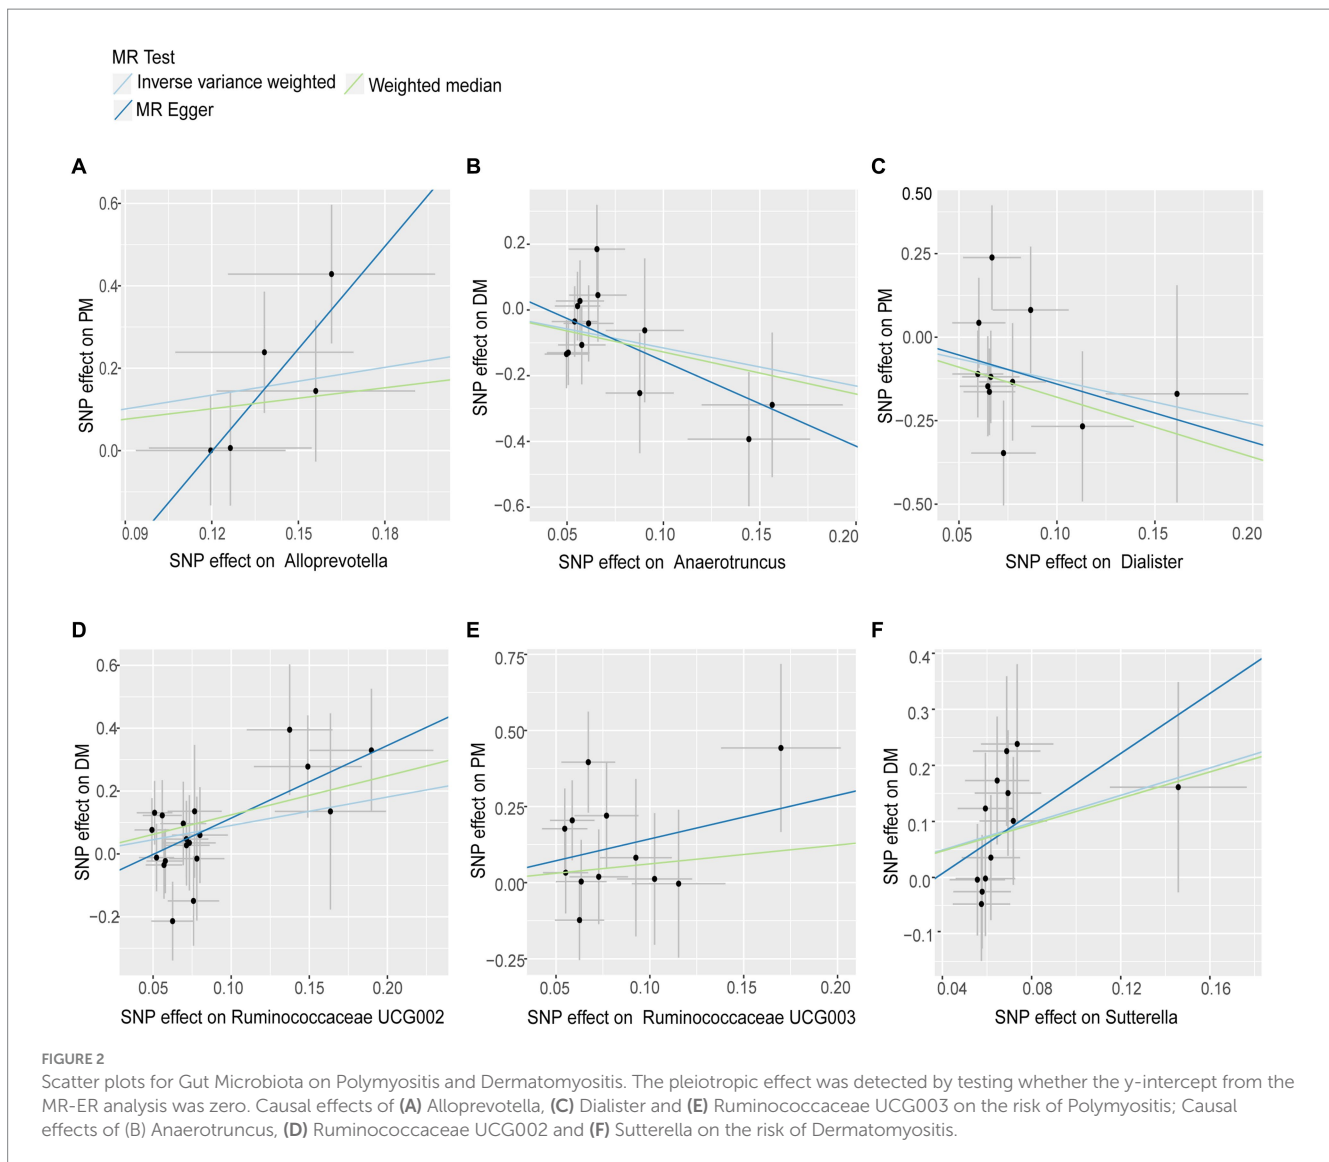 MR Test
Inverse variance weighted
Weighted median
MR Egger
A
B
C
0.6
0.4
0.2
0.0
SNP effect on PM
0.09
0.12
0.15
0.18
SNP effect on Alloprevotella
0.2
0.0
−0.2
−0.4
−0.6
SNP effect on DM
0.05
0.10
0.15
0.20
SNP effect on Anaerotruncus
0.50
0.25
0.00
−0.25
−0.50
SNP effect on PM
0.05
0.10
0.15
0.20
SNP effect on Dialister
D
E
F
0.6
0.4
0.2
0.0
−0.2
SNP effect on DM
0.05
0.10
0.15
0.20
SNP effect on Ruminococcaceae UCG002
0.75
0.50
0.25
0.00
−0.25
SNP effect on PM
0.05
0.10
0.15
0.20
SNP effect on Ruminococcaceae UCG003
0.4
0.3
0.2
0.1
0.0
−0.1
SNP effect on DM
0.04
0.08
0.12
0.16
SNP effect on Sutterella
FIGURE 2
Scatter plots for Gut Microbiota on Polymyositis and Dermatomyositis. The pleiotropic effect was detected by testing whether the y-intercept from the
MR-ER analysis was zero. Causal effects of (A) Alloprevotella, (C) Dialister and (E) Ruminococcaceae UCG003 on the risk of Polymyositis; Causal
effects of (B) Anaerotruncus, (D) Ruminococcaceae UCG002 and (F) Sutterella on the risk of Dermatomyositis.